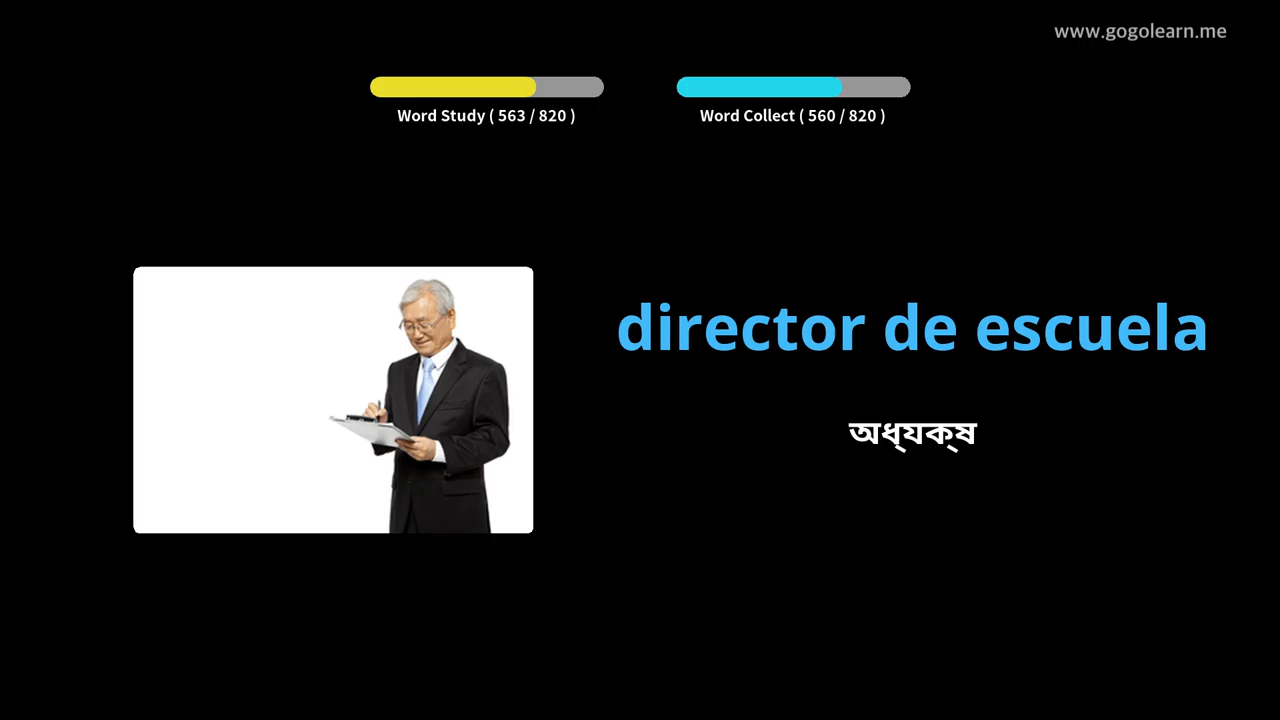 www.gogolearn.me
Word Study ( 563 / 820 )
Word Collect ( 560 / 820 )
director de escuela
অধ্যক্ষ